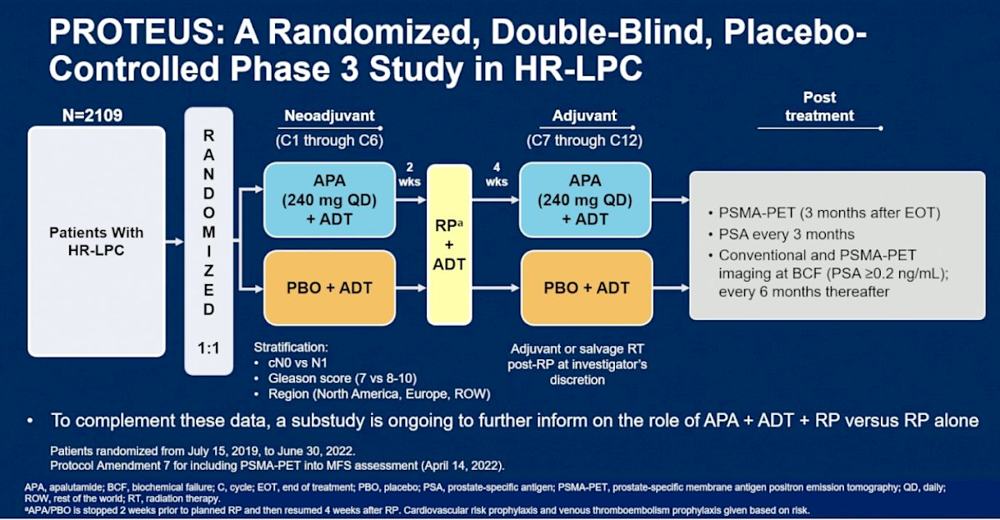 PROTEUS: A Randomized, Double-Blind, Placebo-
Controlled Phase 3 Study in HR-LPC
N=2109
Patients With
HR-LPC
R
A
N
D
O
M
I
Z
E
D
1:1
Neoadjuvant
(C1 through C6)
APA
(240 mg QD)
+ ADT
PBO + ADT
Stratification:
• cN0 vs N1
• Gleason score (7 vs 8-10)
• Region (North America, Europe, ROW)
2
wks
RPᵃ
+
ADT
4
wks
Adjuvant
(C7 through C12)
APA
(240 mg QD)
+ ADT
PBO + ADT
Adjuvant or salvage RT
post-RP at investigator's
discretion
Post
treatment
• PSMA-PET (3 months after EOT)
• PSA every 3 months
• Conventional and PSMA-PET
imaging at BCF (PSA ≥0.2 ng/mL);
every 6 months thereafter
• To complement these data, a substudy is ongoing to further inform on the role of APA + ADT + RP versus RP alone
Patients randomized from July 15, 2019, to June 30, 2022.
Protocol Amendment 7 for including PSMA-PET into MFS assessment (April 14, 2022).
APA, apalutamide; BCF, biochemical failure; C, cycle; EOT, end of treatment; PBO, placebo; PSA, prostate-specific antigen; PSMA-PET, prostate-specific membrane antigen positron emission tomography; QD, daily;
ROW, rest of the world; RT, radiation therapy.
ᵃAPA/PBO is stopped 2 weeks prior to planned RP and then resumed 4 weeks after RP. Cardiovascular risk prophylaxis and venous thromboembolism prophylaxis given based on risk.